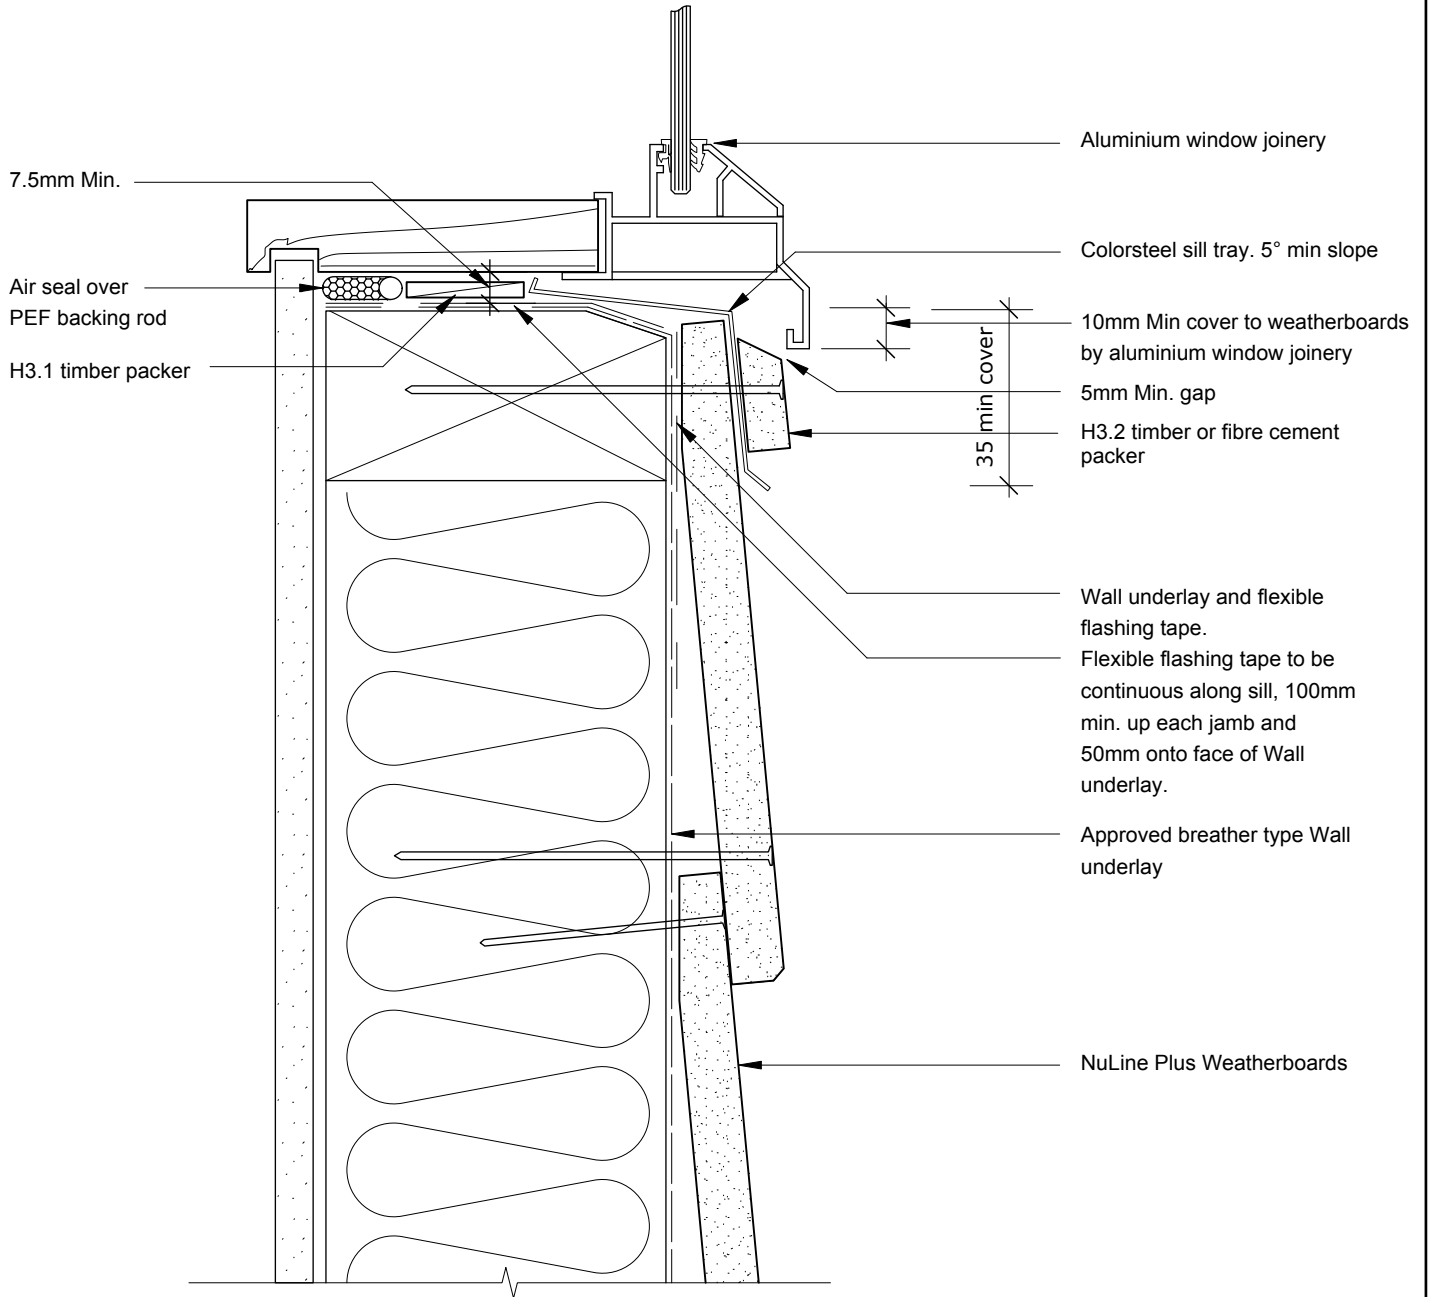 7.5mm Min.
Air seal over
PEF backing rod
H3.1 timber packer
Aluminium window joinery
Colorsteel sill tray. 5° min slope
10mm Min cover to weatherboards
by aluminium window joinery
35 min cover
5mm Min. gap
H3.2 timber or fibre cement
packer
Wall underlay and flexible
flashing tape.
Flexible flashing tape to be
continuous along sill, 100mm
min. up each jamb and
50mm onto face of Wall
underlay.
Approved breather type Wall
underlay
NuLine Plus Weatherboards